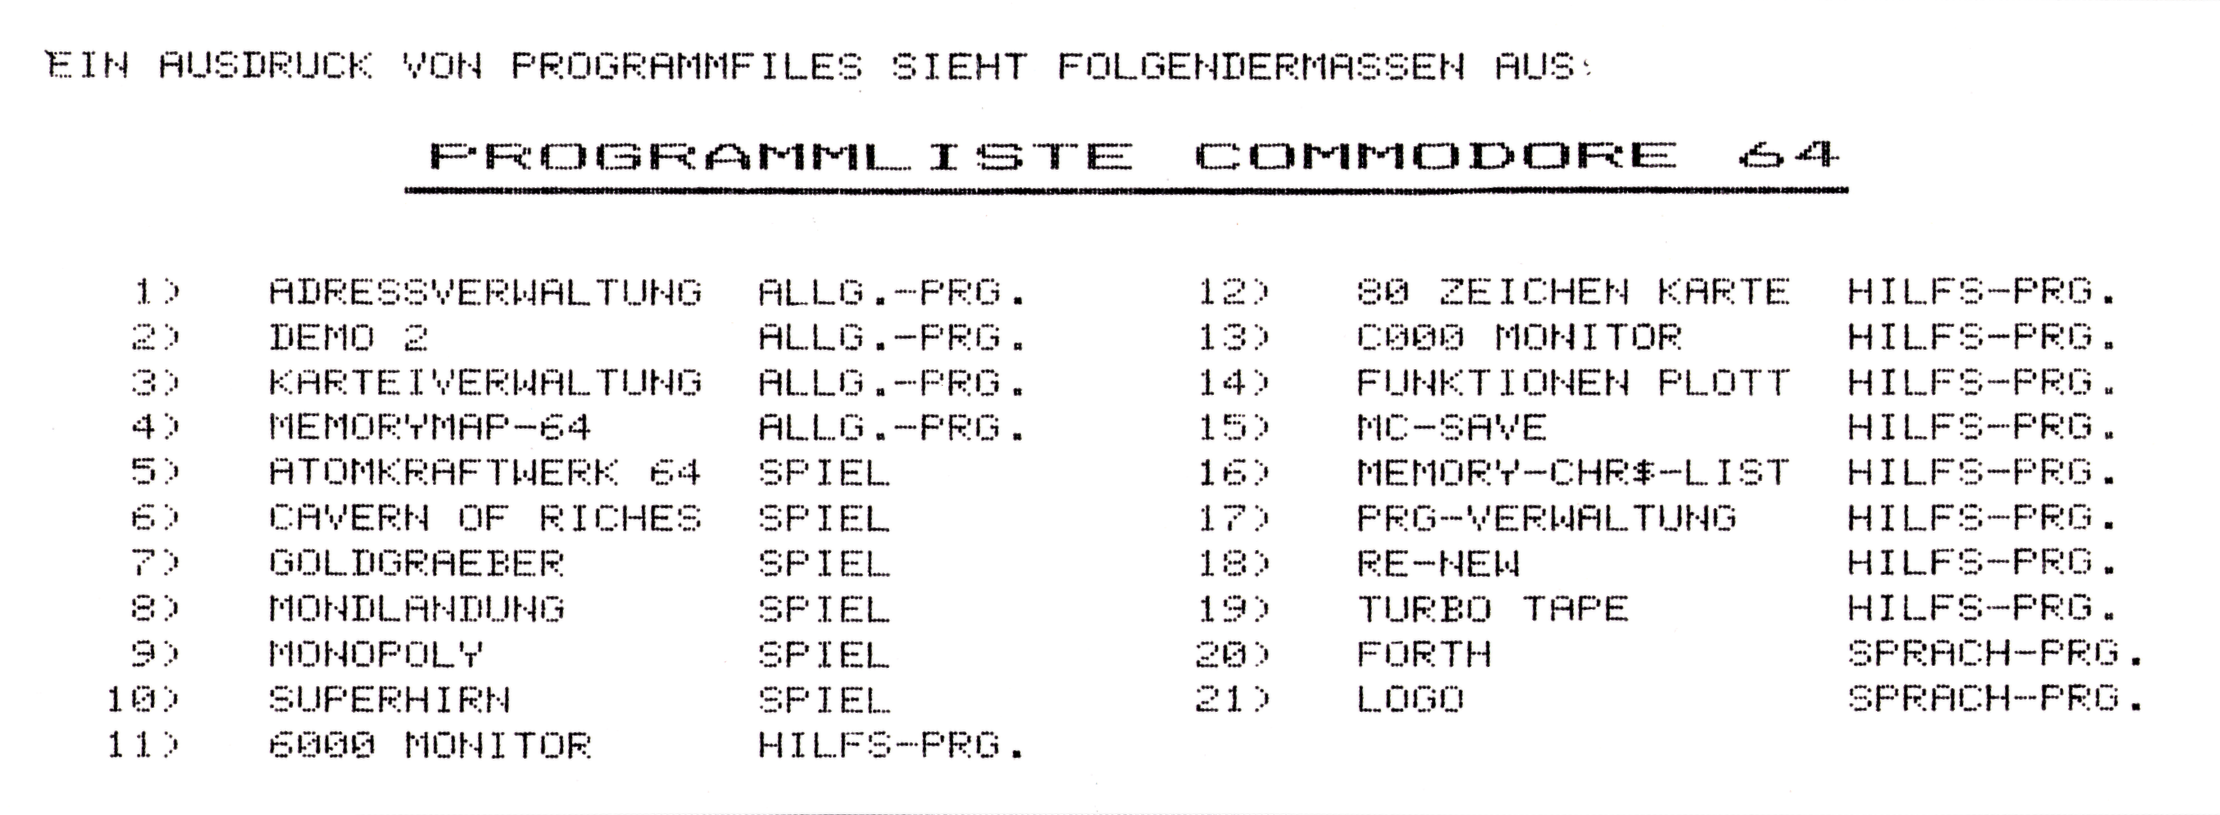 EIN AUSDRUCK VON PROGRAMMFILES SIEHT FOLGENDERMASSEN AUS:
PROGRAMMLISTE COMMODORE 64
1) ADRESSVERWALTUNG ALLG.-PRG.
2) DEMO 2 ALLG.-PRG.
3) KARTEIVERWALTUNG ALLG.-PRG.
4) MEMORYMAP-64 ALLG.-PRG.
5) ATOMKRAFTWERK 64 SPIEL
6) CAVERN OF RICHES SPIEL
7) GOLDGRAEBER SPIEL
8) MONDLANDUNG SPIEL
9) MONOPOLY SPIEL
10) SUPERHIRN SPIEL
11) 6000 MONITOR HILFS-PRG.
12) 80 ZEICHEN KARTE HILFS-PRG.
13) C000 MONITOR HILFS-PRG.
14) FUNKTIONEN PLOTT HILFS-PRG.
15) MC-SAVE HILFS-PRG.
16) MEMORY-CHR$-LIST HILFS-PRG.
17) PRG-VERWALTUNG HILFS-PRG.
18) RE-NEW HILFS-PRG.
19) TURBO TAPE HILFS-PRG.
20) FORTH SPRACH-PRG.
21) LOGO SPRACH-PRG.